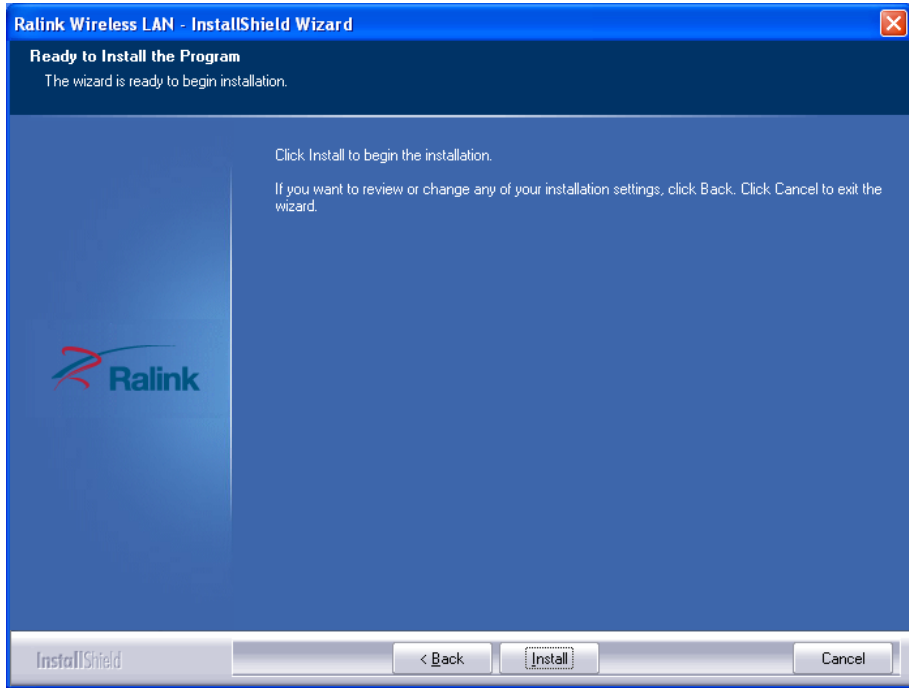 Ralink Wireless LAN - InstallShield Wizard
Ready to Install the Program
The wizard is ready to begin installation.
Click Install to begin the installation.
If you want to review or change any of your installation settings, click Back. Click Cancel to exit the
wizard.
Ralink
InstallShield
< Back
Install
Cancel